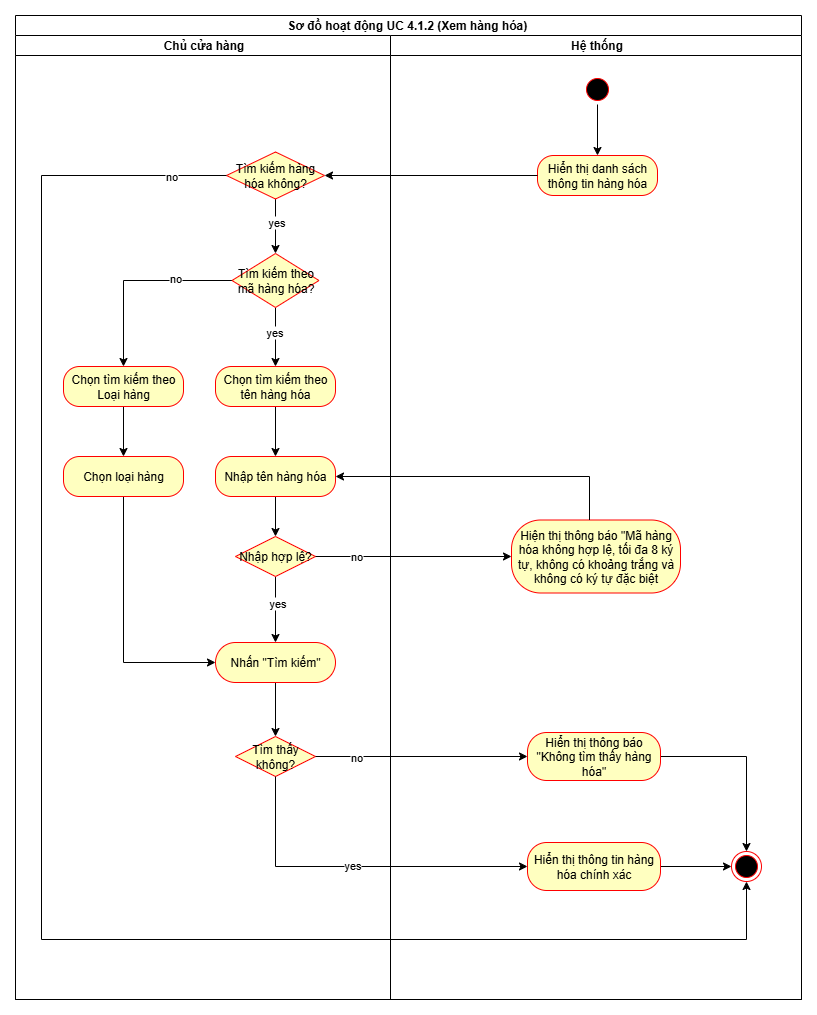 Sơ đồ hoạt động UC 4.1.2 (Xem hàng hóa)
Chủ cửa hàng
Hệ thống
Hiển thị danh sách
thông tin hàng hóa
Tìm kiếm hàng
hóa không?
no
yes
Tìm kiếm theo
mã hàng hóa?
no
yes
Chọn tìm kiếm theo
Loại hàng
Chọn tìm kiếm theo
tên hàng hóa
Chọn loại hàng
Nhập tên hàng hóa
Nhập hợp lệ?
no
Hiện thị thông báo "Mã hàng
hóa không hợp lệ, tối đa 8 ký
tự, không có khoảng trắng và
không có ký tự đặc biệt
yes
Nhấn "Tìm kiếm"
Tìm thấy
không?
no
Hiển thị thông báo
"Không tìm thấy hàng
hóa"
yes
Hiển thị thông tin hàng
hóa chính xác